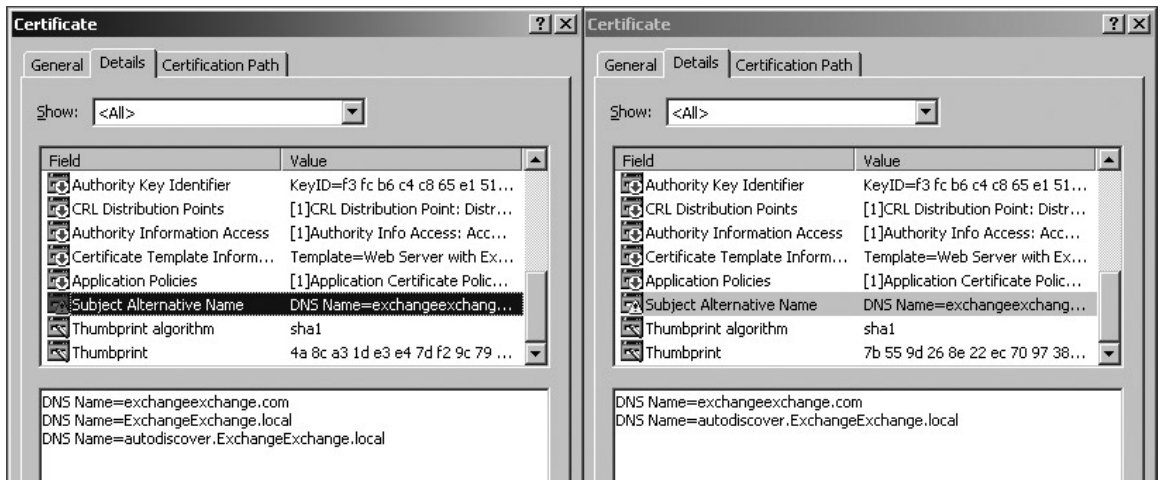 Certificate
General Details Certification Path
Show: <All>
Field Value
Authority Key Identifier KeyID=f3 fc b6 c4 c8 65 e1 51...
CRL Distribution Points [1]CRL Distribution Point: Distr...
Authority Information Access [1]Authority Info Access: Acc...
Certificate Template Inform... Template=Web Server with Ex...
Application Policies [1]Application Certificate Polic...
Subject Alternative Name DNS Name=exchangeexchang...
Thumbprint algorithm sha1
Thumbprint 4a 8c a3 1d e3 e4 7d f2 9c 79 ...
DNS Name=exchangeexchange.com
DNS Name=ExchangeExchange.local
DNS Name=autodiscover.ExchangeExchange.local
Certificate
General Details Certification Path
Show: <All>
Field Value
Authority Key Identifier KeyID=f3 fc b6 c4 c8 65 e1 51...
CRL Distribution Points [1]CRL Distribution Point: Distr...
Authority Information Access [1]Authority Info Access: Acc...
Certificate Template Inform... Template=Web Server with Ex...
Application Policies [1]Application Certificate Polic...
Subject Alternative Name DNS Name=exchangeexchang...
Thumbprint algorithm sha1
Thumbprint 7b 55 9d 26 8e 22 ec 70 97 38...
DNS Name=exchangeexchange.com
DNS Name=autodiscover.ExchangeExchange.local